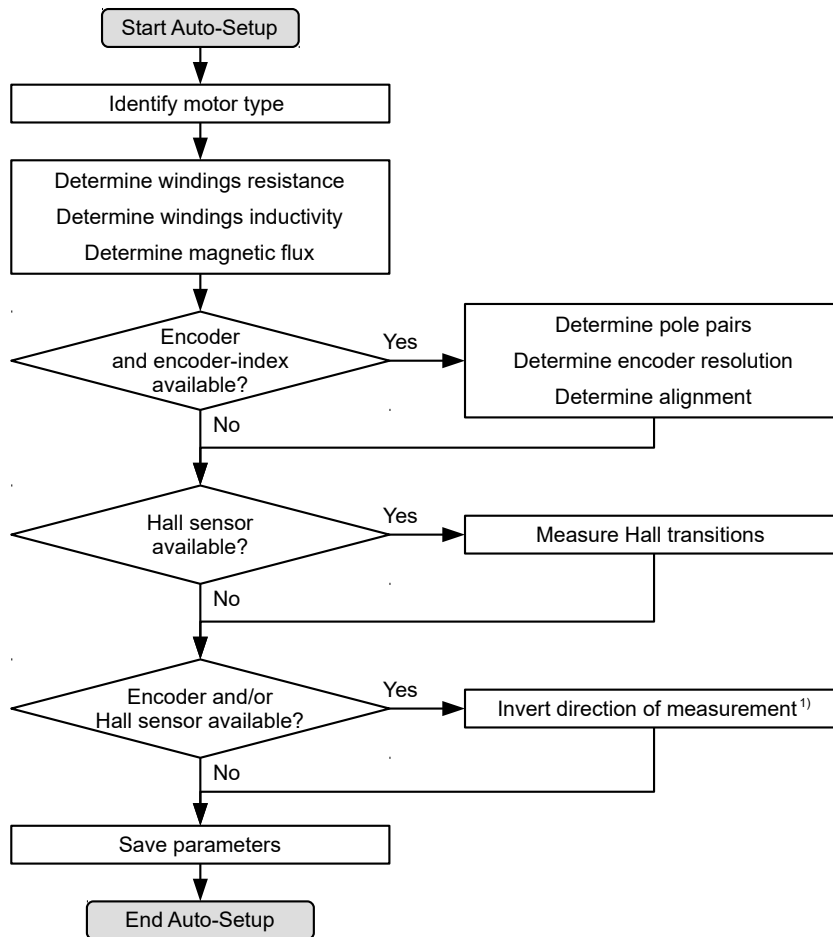 Start Auto-Setup
Identify motor type
Determine windings resistance
Determine windings inductivity
Determine magnetic flux
Encoder
and encoder-index
available?
Yes
Determine pole pairs
Determine encoder resolution
Determine alignment
No
Hall sensor
available?
Yes
Measure Hall transitions
No
Encoder and/or
Hall sensor available?
Yes
Invert direction of measurement 1)
No
Save parameters
End Auto-Setup